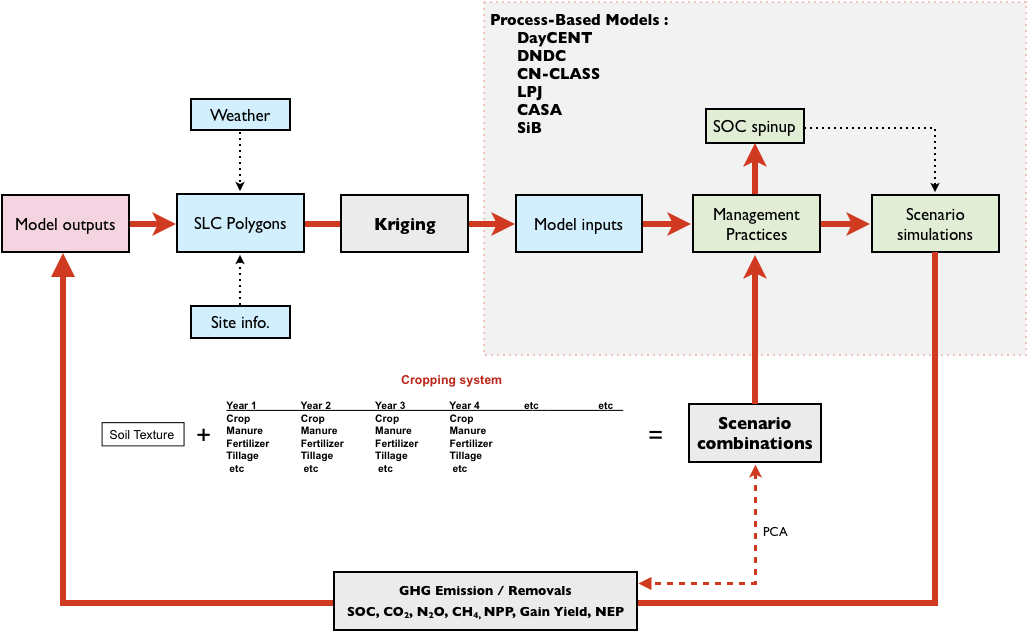 Process-Based Models :
DayCENT
DNDC
CN-CLASS
LPJ
CASA
SiB
Weather
SOC spinup
Model outputs
SLC Polygons
Kriging
Model inputs
Management
Practices
Scenario
simulations
Site info.
Cropping system
Year 1 Year 2 Year 3 Year 4 etc etc
Crop Crop Crop Crop
Manure Manure Manure Manure
Fertilizer Fertilizer Fertilizer Fertilizer
Tillage Tillage Tillage Tillage
etc etc etc etc
Soil Texture + =
Scenario
combinations
PCA
GHG Emission / Removals
SOC, CO₂, N₂O, CH₄, NPP, Gain Yield, NEP